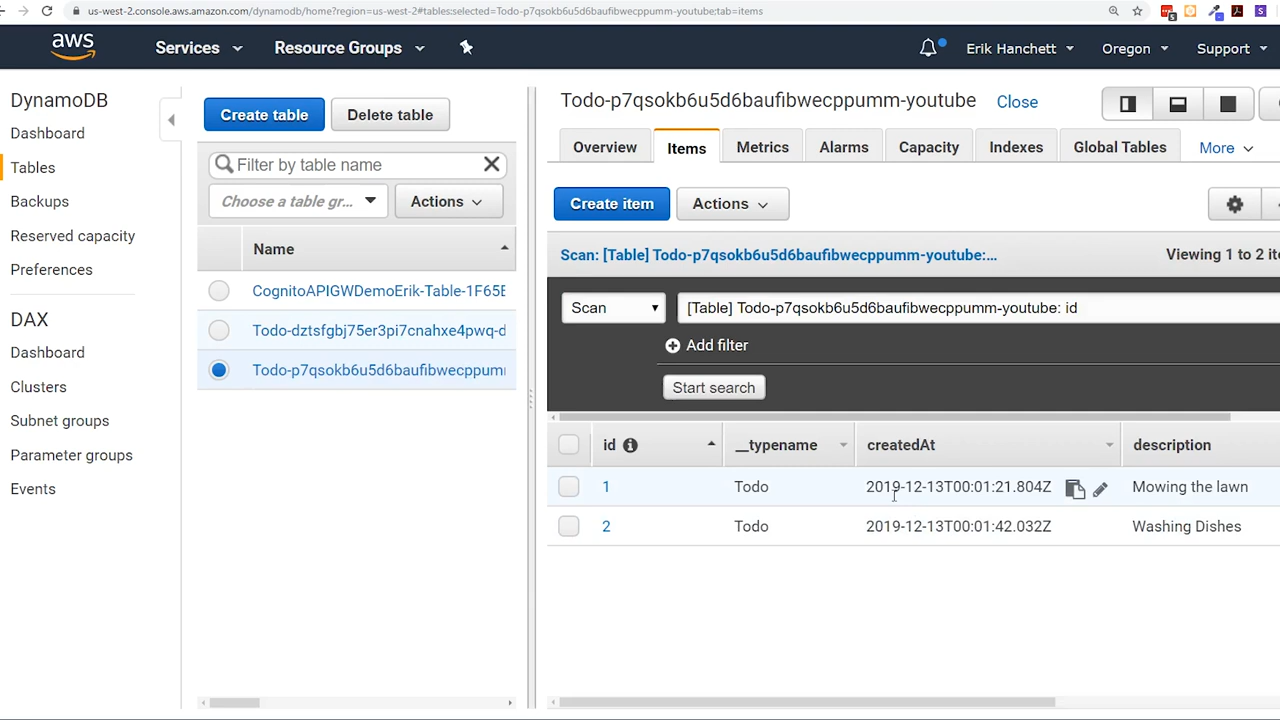 us-west-2.console.aws.amazon.com/dynamodb/home?region=us-west-2#tables:selected=Todo-p7qsokb6u5d6baufibwecppumm-youtube;tab=items
aws
Services
Resource Groups
Erik Hanchett
Oregon
Support
DynamoDB
Dashboard
Tables
Backups
Reserved capacity
Preferences
DAX
Dashboard
Clusters
Subnet groups
Parameter groups
Events
Create table
Delete table
Filter by table name
Choose a table gr...
Actions
Name
CognitoAPIGWDemoErik-Table-1F65E
Todo-dztsfgbj75er3pi7cnahxe4pwq-d
Todo-p7qsokb6u5d6baufibwecppum
Todo-p7qsokb6u5d6baufibwecppumm-youtube Close
Overview Items Metrics Alarms Capacity Indexes Global Tables More
Create item Actions
Scan: [Table] Todo-p7qsokb6u5d6baufibwecppumm-youtube:... Viewing 1 to 2 ite
Scan [Table] Todo-p7qsokb6u5d6baufibwecppumm-youtube: id
Add filter
Start search
id __typename createdAt description
1 Todo 2019-12-13T00:01:21.804Z Mowing the lawn
2 Todo 2019-12-13T00:01:42.032Z Washing Dishes